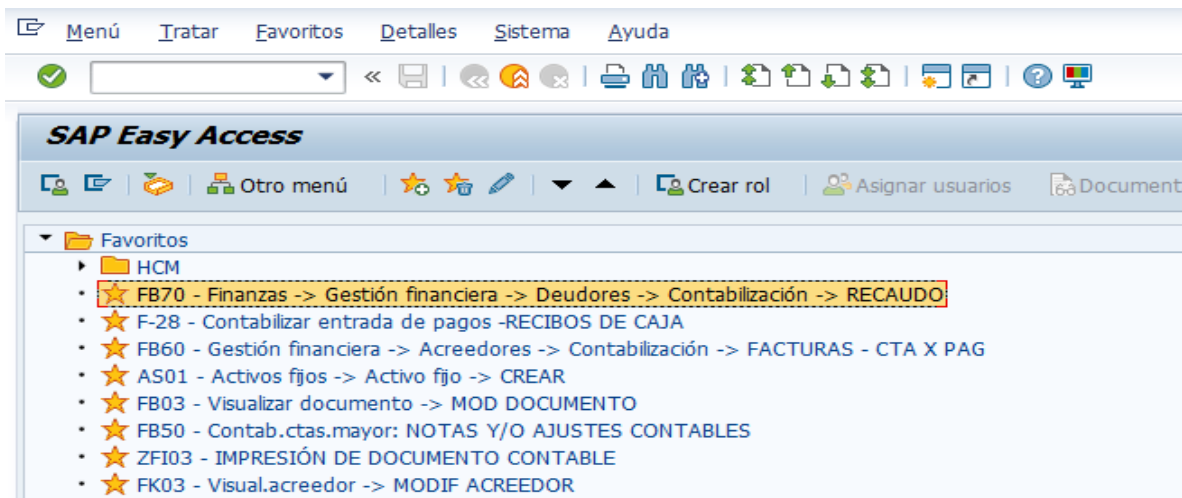 Menú Tratar Favoritos Detalles Sistema Ayuda
SAP Easy Access
Otro menú Crear rol Asignar usuarios Document
Favoritos
HCM
FB70 - Finanzas -> Gestión financiera -> Deudores -> Contabilización -> RECAUDO
F-28 - Contabilizar entrada de pagos -RECIBOS DE CAJA
FB60 - Gestión financiera -> Acreedores -> Contabilización -> FACTURAS - CTA X PAG
AS01 - Activos fijos -> Activo fijo -> CREAR
FB03 - Visualizar documento -> MOD DOCUMENTO
FB50 - Contab.ctas.mayor: NOTAS Y/O AJUSTES CONTABLES
ZFI03 - IMPRESIÓN DE DOCUMENTO CONTABLE
FK03 - Visual.acreedor -> MODIF ACREEDOR